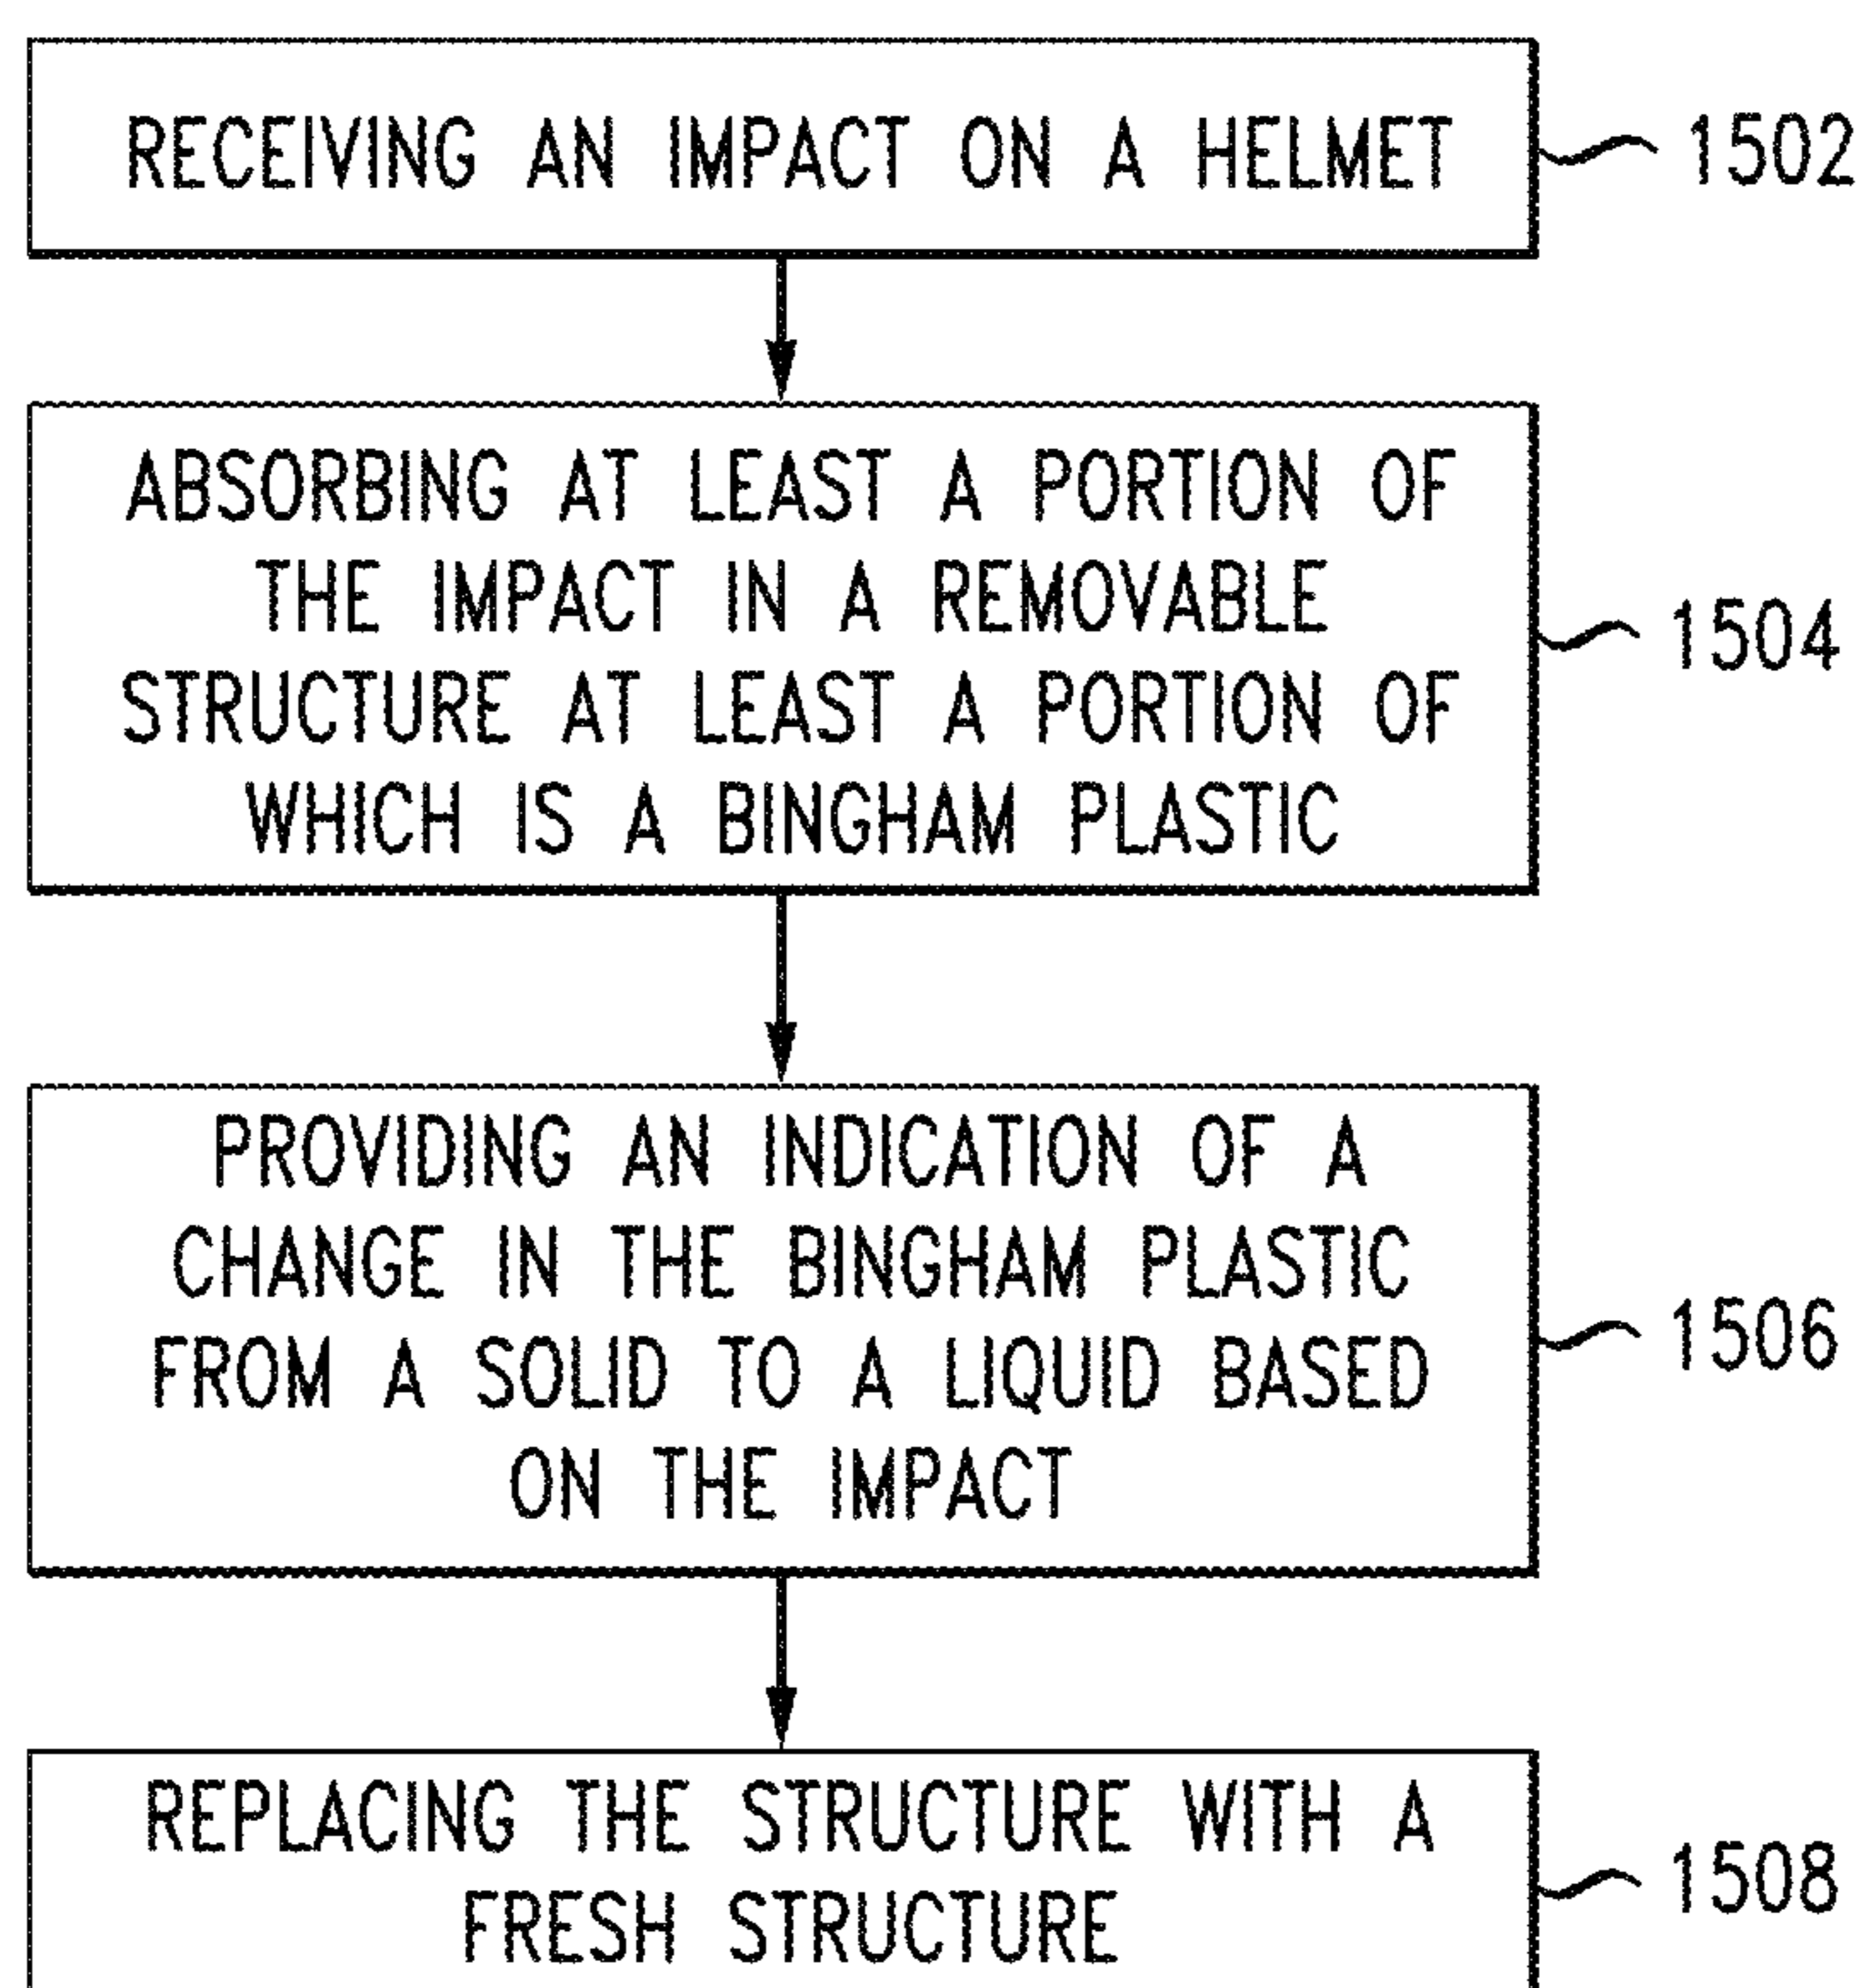 RECEIVING AN IMPACT ON A HELMET
1502
ABSORBING AT LEAST A PORTION OF
THE IMPACT IN A REMOVABLE
STRUCTURE AT LEAST A PORTION OF
WHICH IS A BINGHAM PLASTIC
1504
PROVIDING AN INDICATION OF A
CHANGE IN THE BINGHAM PLASTIC
FROM A SOLID TO A LIQUID BASED
ON THE IMPACT
1506
REPLACING THE STRUCTURE WITH A
FRESH STRUCTURE
1508